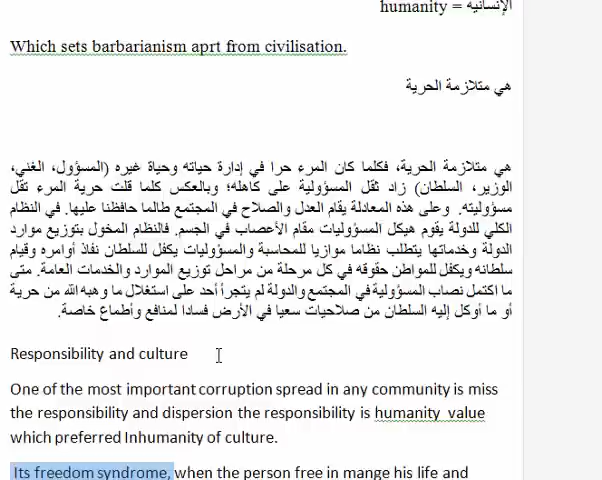 humanity = الإنسانية
Which sets barbarianism aprt from civilisation.
هي متلازمة الحرية
هي متلازمة الحرية، فكلما كان المرء حرا في إدارة حياته وحياة غيره (المسؤول، الغني،
الوزير، السلطان) زاد ثقل المسؤولية على كاهله؛ وبالعكس كلما قلت حرية المرء تقل
مسؤوليته. وعلى هذه المعادلة يقام العدل والصلاح في المجتمع طالما حافظنا عليها. في النظام
الكلي للدولة يقوم هيكل المسؤوليات مقام الأعصاب في الجسم. فالنظام المخول بتوزيع موارد
الدولة وخدماتها يتطلب نظاما موازيا للمحاسبة والمسؤوليات يكفل للسلطان نفاذ أوامره وقيام
سلطانه ويكفل للمواطن حقوقه في كل مرحلة من مراحل توزيع الموارد والخدمات العامة. متى
ما اكتمل نصاب المسؤولية في المجتمع والدولة لم يتجرأ أحد على استغلال ما وهبه الله من حرية
أو ما أوكل إليه السلطان من صلاحيات سعيا في الأرض فسادا لمنافع وأطماع خاصة.
Responsibility and culture
One of the most important corruption spread in any community is miss
the responsibility and dispersion the responsibility is humanity value
which preferred Inhumanity of culture.
Its freedom syndrome, when the person free in mange his life and